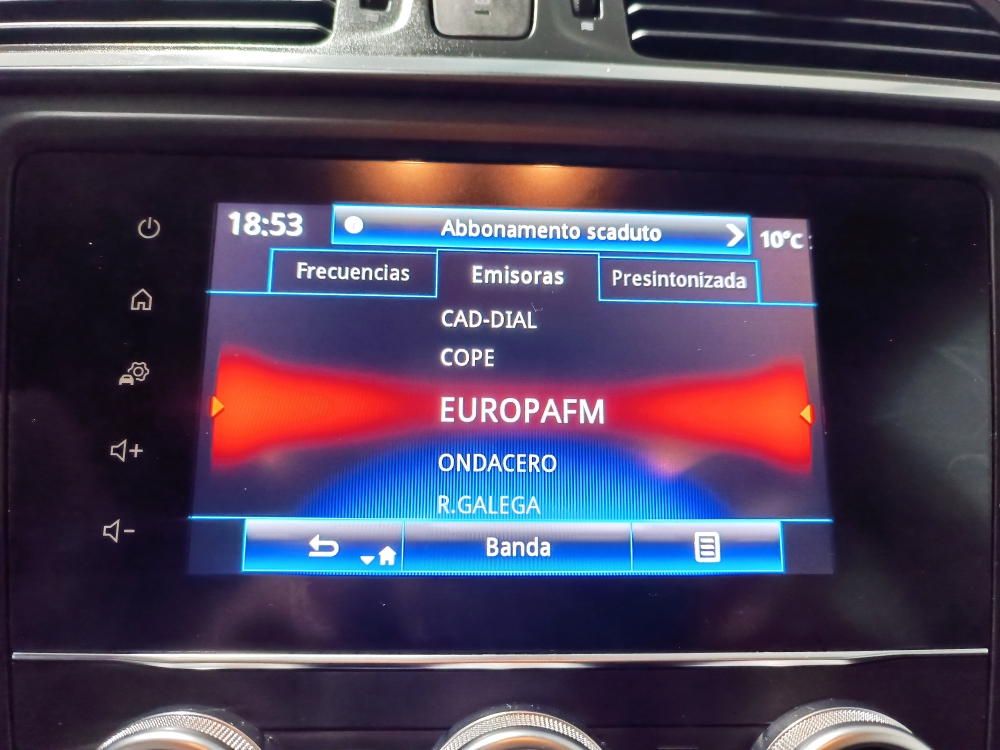 18:53
Abbonamento scaduto
10°C
Frecuencias
Emisoras
Presintonizada
CAD-DIAL
COPE
EUROPAFM
ONDACERO
R.GALEGA
Banda